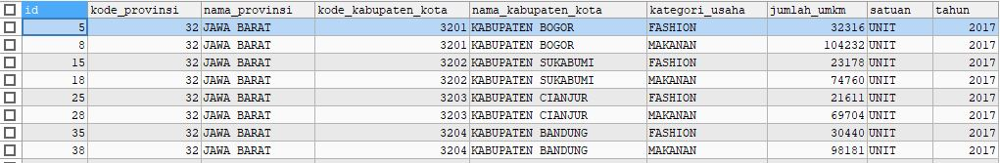 id kode_provinsi nama_provinsi kode_kabupaten_kota nama_kabupaten_kota kategori_usaha jumlah_umkm satuan tahun
5 32 JAWA BARAT 3201 KABUPATEN BOGOR FASHION 32316 UNIT 2017
8 32 JAWA BARAT 3201 KABUPATEN BOGOR MAKANAN 104232 UNIT 2017
15 32 JAWA BARAT 3202 KABUPATEN SUKABUMI FASHION 23178 UNIT 2017
18 32 JAWA BARAT 3202 KABUPATEN SUKABUMI MAKANAN 74760 UNIT 2017
25 32 JAWA BARAT 3203 KABUPATEN CIANJUR FASHION 21611 UNIT 2017
28 32 JAWA BARAT 3203 KABUPATEN CIANJUR MAKANAN 69704 UNIT 2017
35 32 JAWA BARAT 3204 KABUPATEN BANDUNG FASHION 30440 UNIT 2017
38 32 JAWA BARAT 3204 KABUPATEN BANDUNG MAKANAN 98181 UNIT 2017